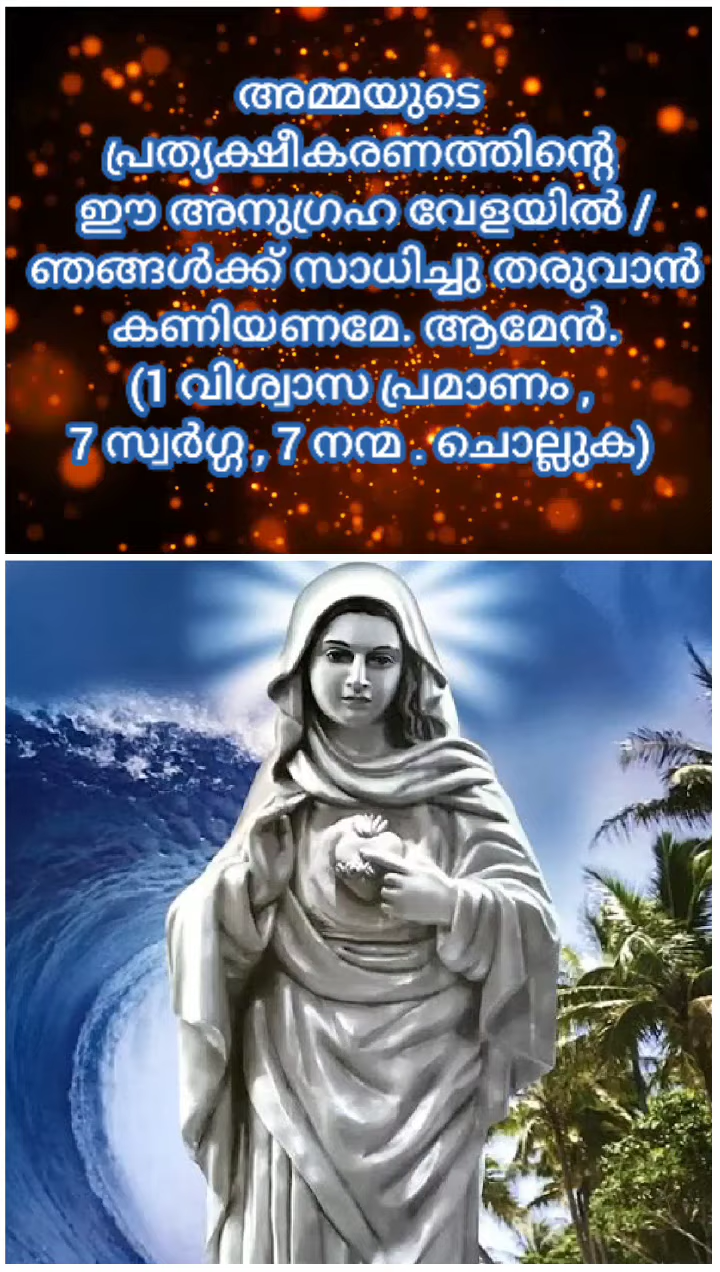 അമ്മയുടെ
പ്രത്യക്ഷീകരണത്തിന്റെ
ഈ അനുഗ്രഹ വേളയിൽ /
ഞങ്ങൾക്ക് സാധിച്ചു തരുവാൻ
കണിയണമേ. ആമേൻ.
(1 വിശ്വാസ പ്രമാണം ,
7 സ്വർഗ്ഗ , 7 നന്മ . ചൊല്ലുക)